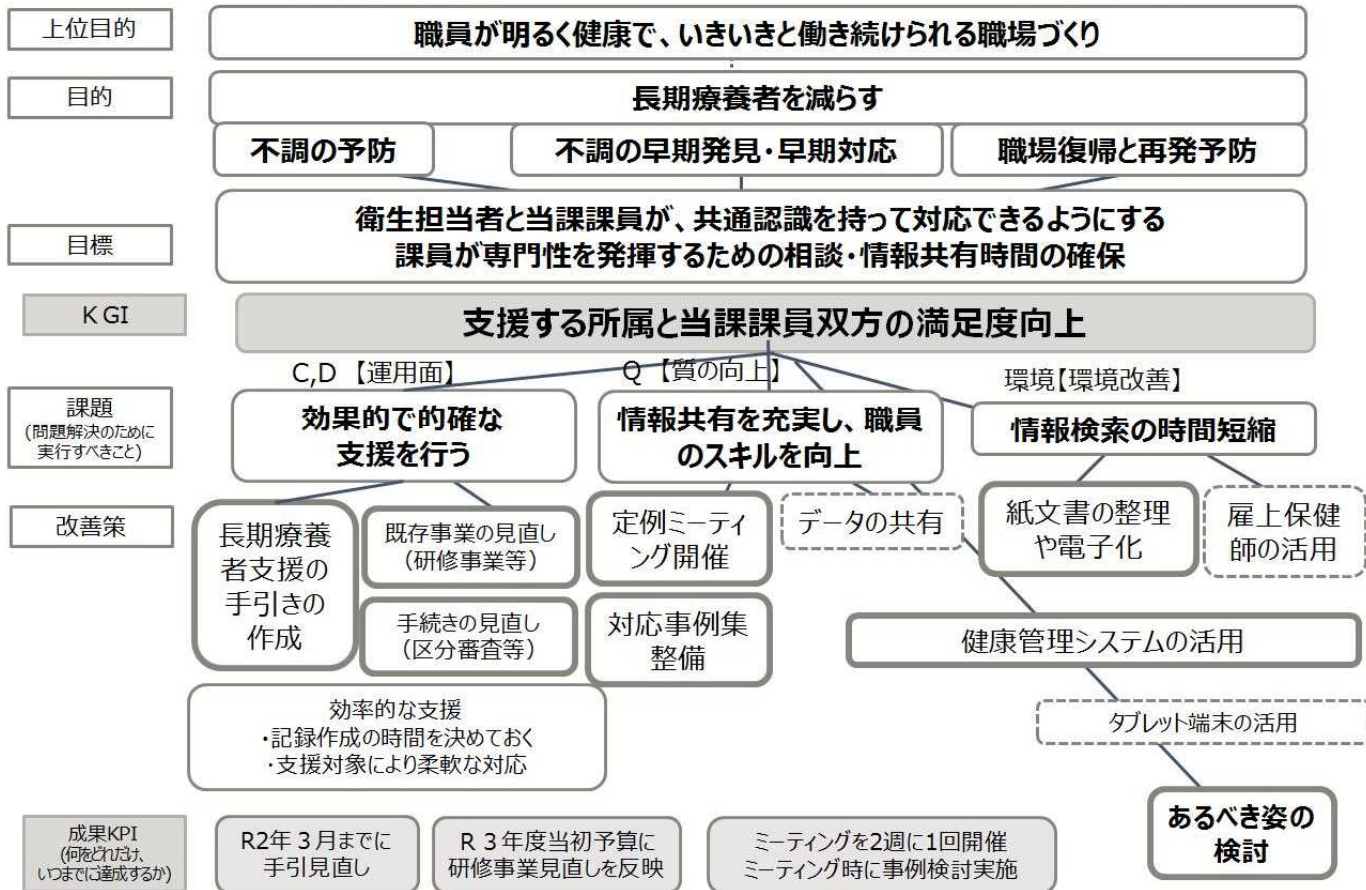 上位目的
職員が明るく健康で、いきいきと働き続けられる職場づくり
目的
長期療養者を減らす
不調の予防
不調の早期発見・早期対応
職場復帰と再発予防
目標
衛生担当者と当課課員が、共通認識を持って対応できるようにする
課員が専門性を発揮するための相談・情報共有時間の確保
KGI
支援する所属と当課課員双方の満足度向上
C,D 【運用面】
Q 【質の向上】
環境【環境改善】
課題
(問題解決のために
実行すべきこと)
効果的で的確な
支援を行う
情報共有を充実し、職員
のスキルを向上
情報検索の時間短縮
改善策
長期療養
者支援の
手引きの
作成
既存事業の見直し
(研修事業等)
手続きの見直し
(区分審査等)
定例ミーティ
ング開催
対応事例集
整備
データの共有
紙文書の整理
や電子化
雇上保健
師の活用
健康管理システムの活用
効率的な支援
・記録作成の時間を決めておく
・支援対象により柔軟な対応
タブレット端末の活用
あるべき姿の
検討
成果KPI
(何をどれだけ、
いつまでに達成するか)
R2年3月までに
手引見直し
R3年度当初予算に
研修事業見直しを反映
ミーティングを2週に1回開催
ミーティング時に事例検討実施